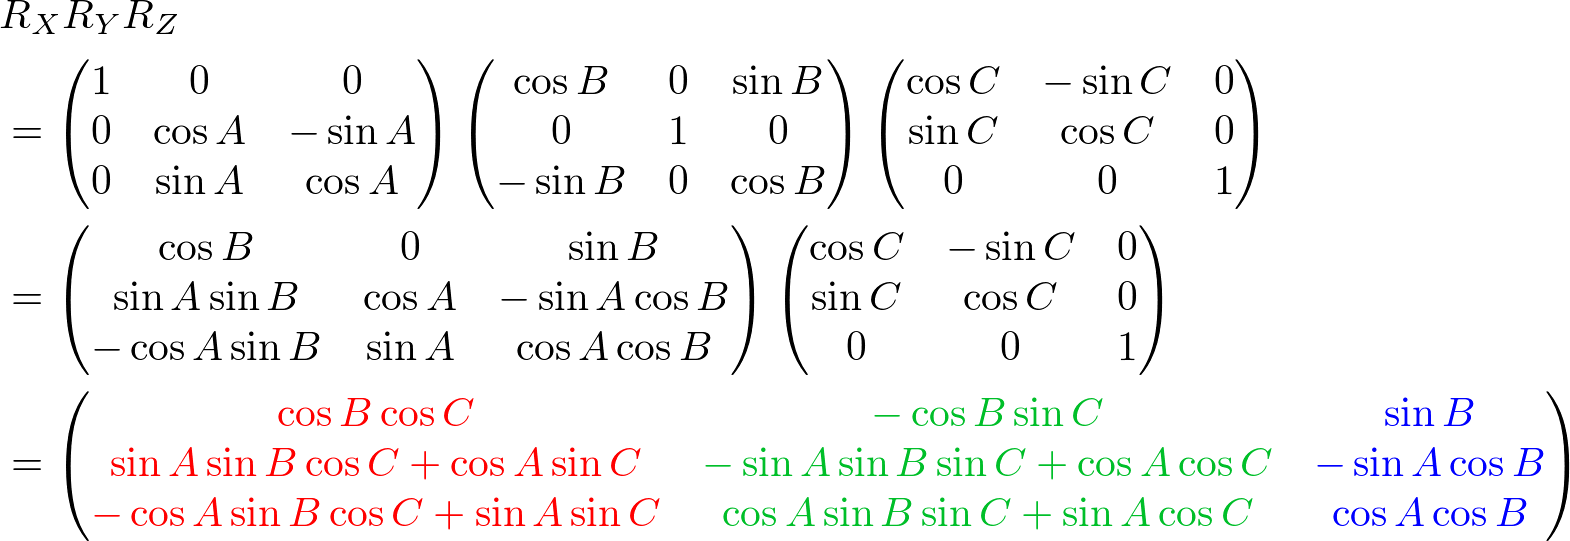 R_X R_Y R_Z
= \begin{pmatrix} 1 & 0 & 0 \\ 0 & \cos A & -\sin A \\ 0 & \sin A & \cos A \end{pmatrix} \begin{pmatrix} \cos B & 0 & \sin B \\ 0 & 1 & 0 \\ -\sin B & 0 & \cos B \end{pmatrix} \begin{pmatrix} \cos C & -\sin C & 0 \\ \sin C & \cos C & 0 \\ 0 & 0 & 1 \end{pmatrix}
= \begin{pmatrix} \cos B & 0 & \sin B \\ \sin A \sin B & \cos A & -\sin A \cos B \\ -\cos A \sin B & \sin A & \cos A \cos B \end{pmatrix} \begin{pmatrix} \cos C & -\sin C & 0 \\ \sin C & \cos C & 0 \\ 0 & 0 & 1 \end{pmatrix}
= \begin{pmatrix} \cos B \cos C & -\cos B \sin C & \sin B \\ \sin A \sin B \cos C + \cos A \sin C & -\sin A \sin B \sin C + \cos A \cos C & -\sin A \cos B \\ -\cos A \sin B \cos C + \sin A \sin C & \cos A \sin B \sin C + \sin A \cos C & \cos A \cos B \end{pmatrix}